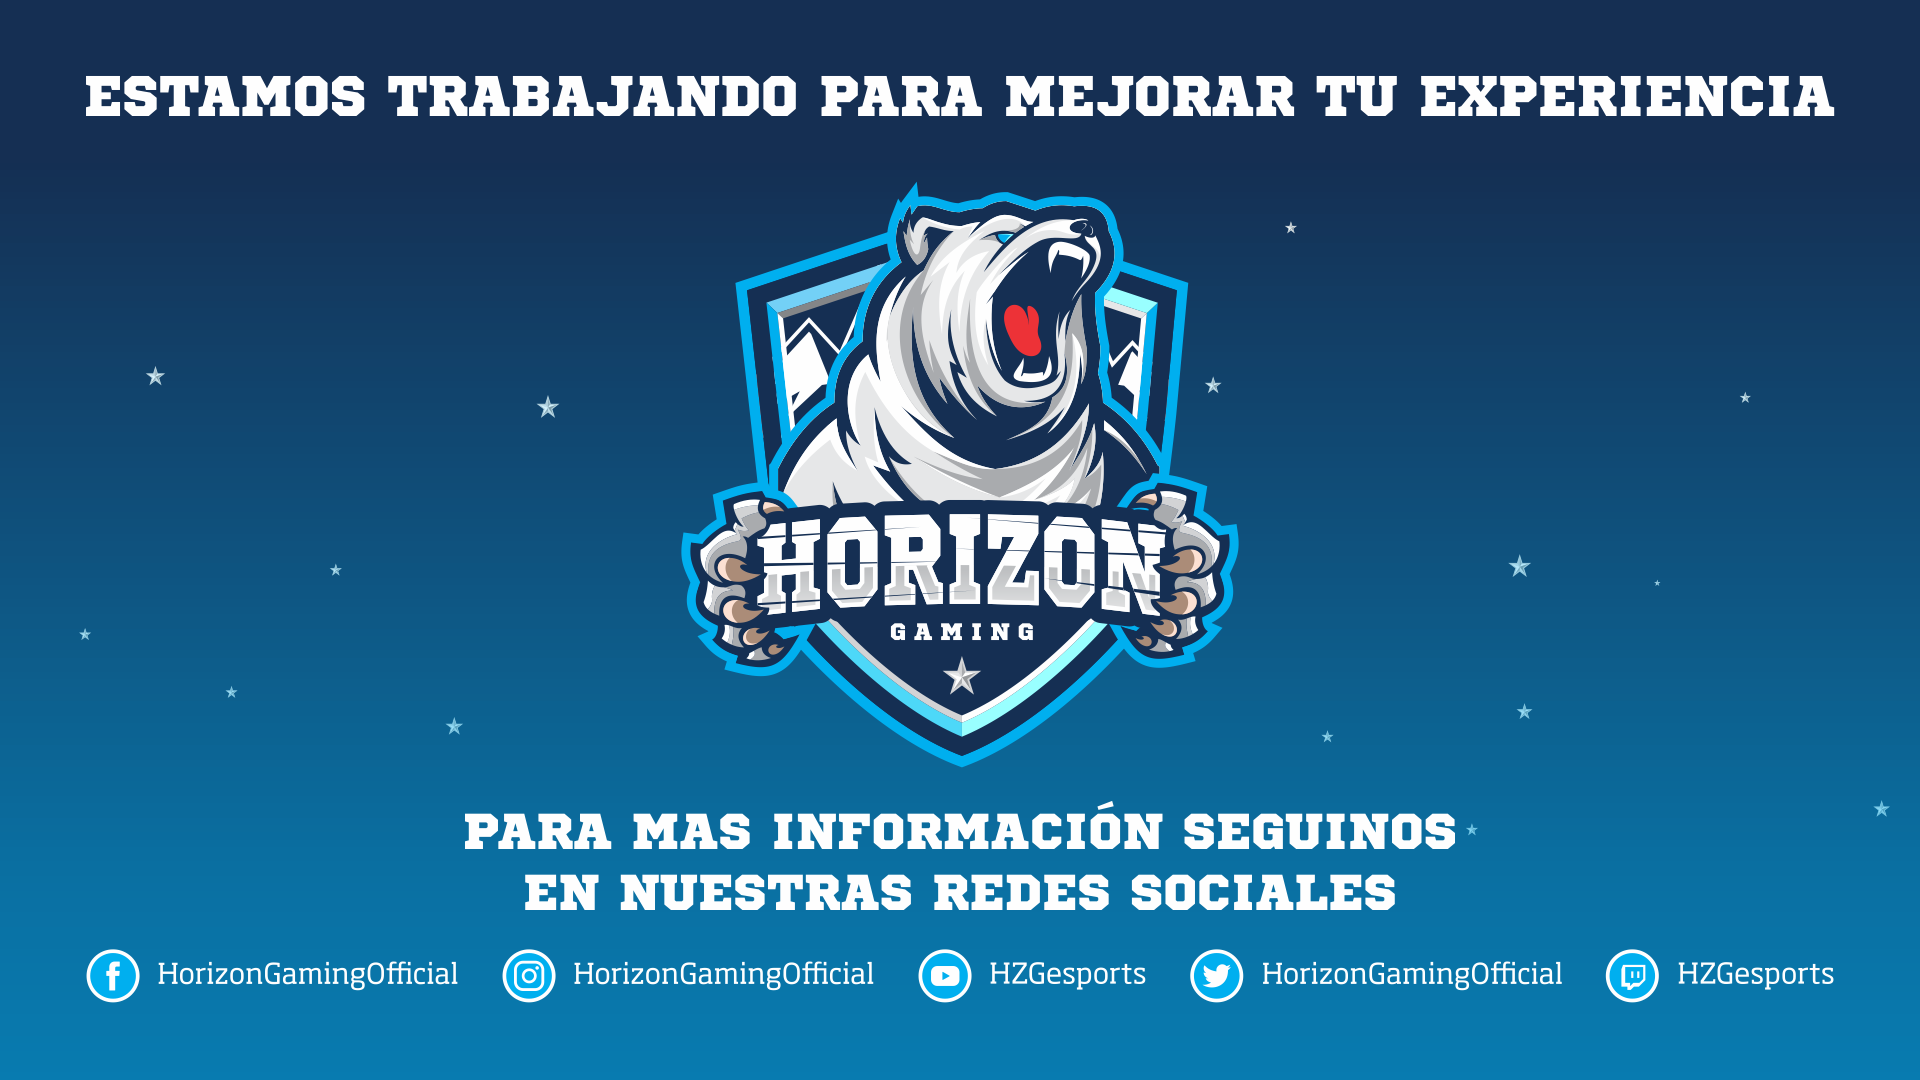 ESTAMOS TRABAJANDO PARA MEJORAR TU EXPERIENCIA
HORIZON
GAMING
PARA MAS INFORMACIÓN SEGUINOS
EN NUESTRAS REDES SOCIALES
HorizonGamingOfficial HorizonGamingOfficial HZGesports HorizonGamingOfficial HZGesports